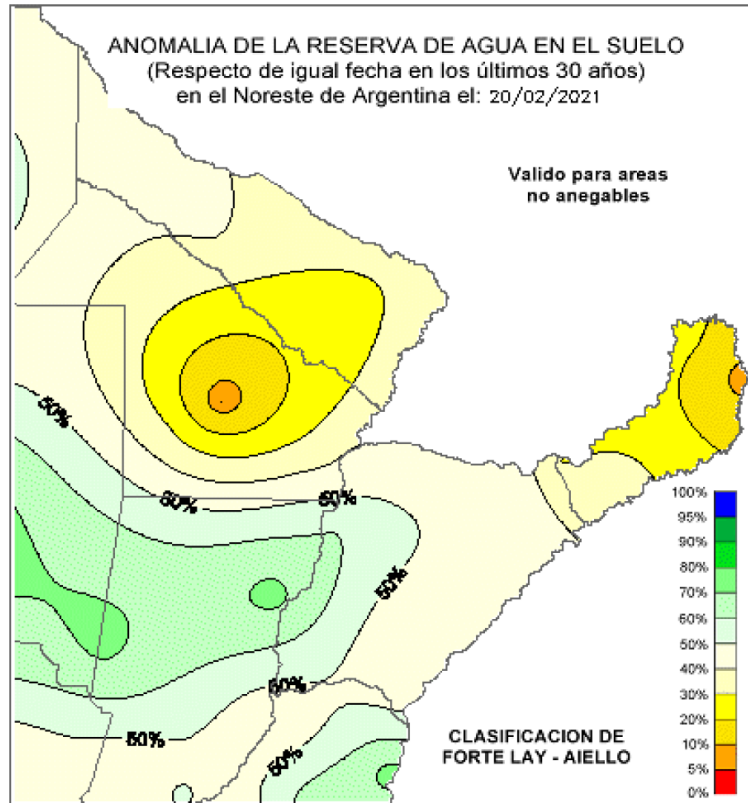 ANOMALIA DE LA RESERVA DE AGUA EN EL SUELO
(Respecto de igual fecha en los últimos 30 años)
en el Noreste de Argentina el: 20/02/2021
Valido para areas
no anegables
50%
50%
50%
50%
50%
50%
50%
100%
95%
90%
80%
70%
60%
50%
40%
30%
20%
10%
5%
0%
CLASIFICACION DE
FORTE LAY - AIELLO